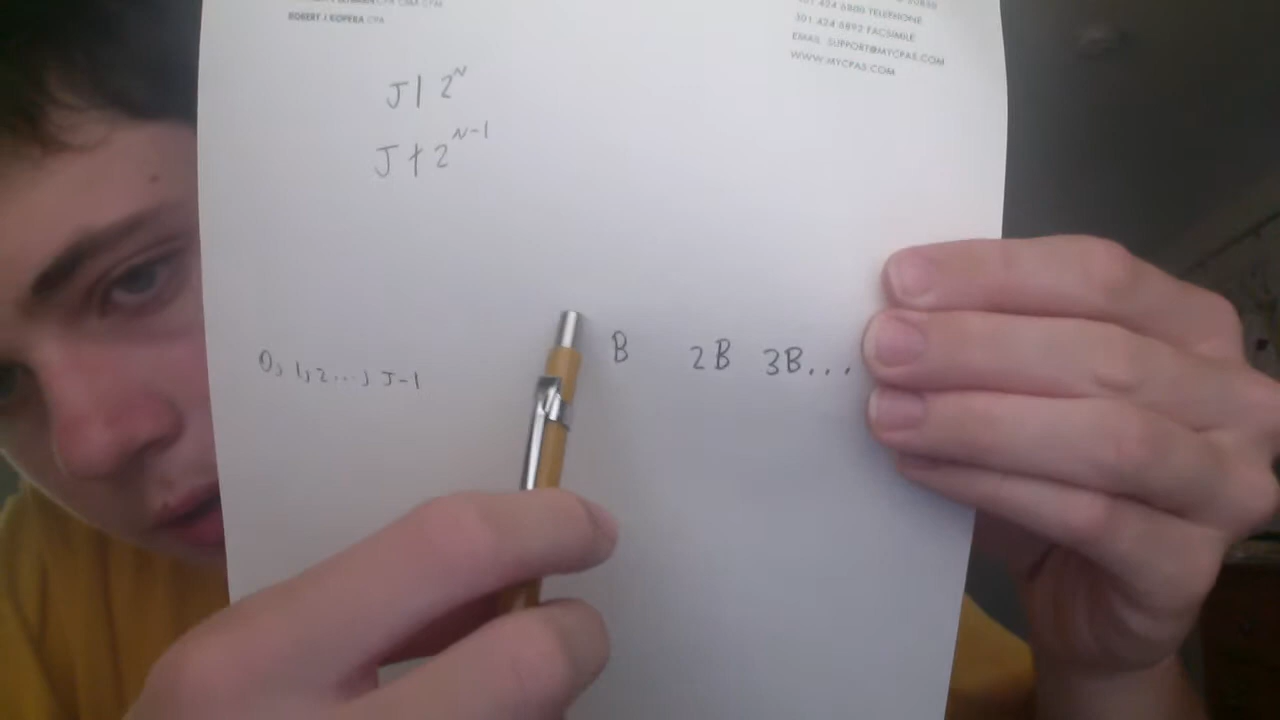 ROBERT J KOPERA CPA
301 424 6800 TELEPHONE
301 424 6892 FACSIMILE
EMAIL SUPPORT@MYCPAS.COM
WWW.MYCPAS.COM
J | 2^N
J ∤ 2^{N-1}
0, 1, 2 ..., J-1
B 2B 3B...